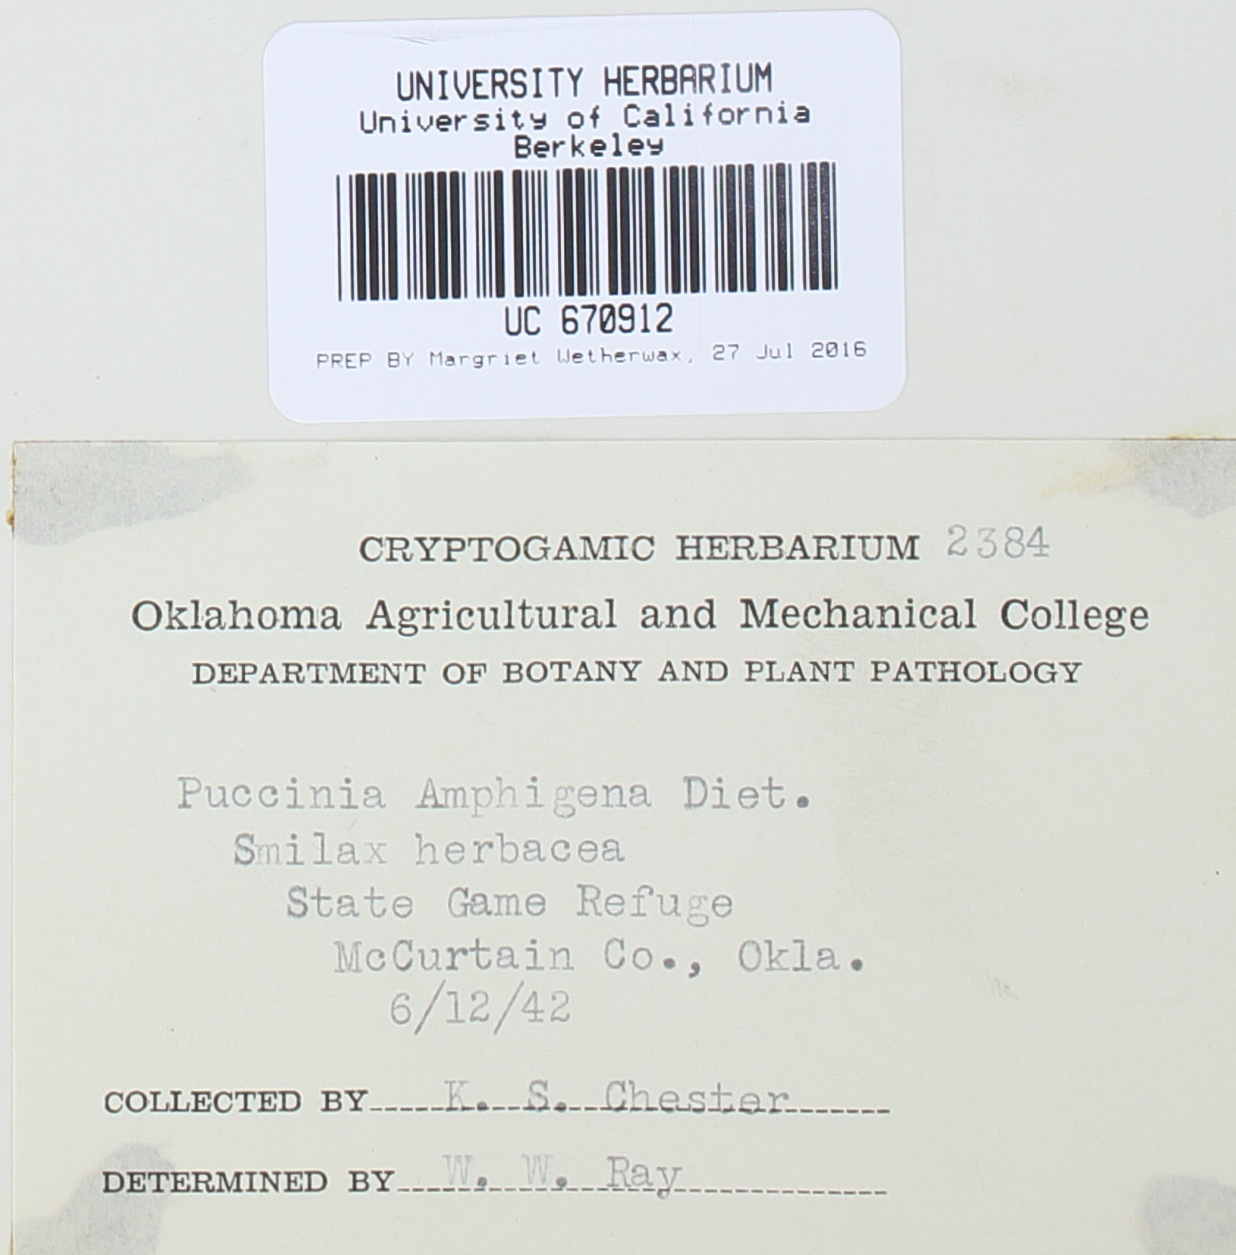 UNIVERSITY HERBARIUM
University of California
Berkeley
UC 670912
PREP BY Margriet Wetherwax, 27 Jul 2016
CRYPTOGAMIC HERBARIUM 2384
Oklahoma Agricultural and Mechanical College
DEPARTMENT OF BOTANY AND PLANT PATHOLOGY
Puccinia Amphigena Diet.
Smilax herbacea
State Game Refuge
McCurtain Co., Okla.
6/12/42
COLLECTED BY K. S. Chester
DETERMINED BY W. W. Ray